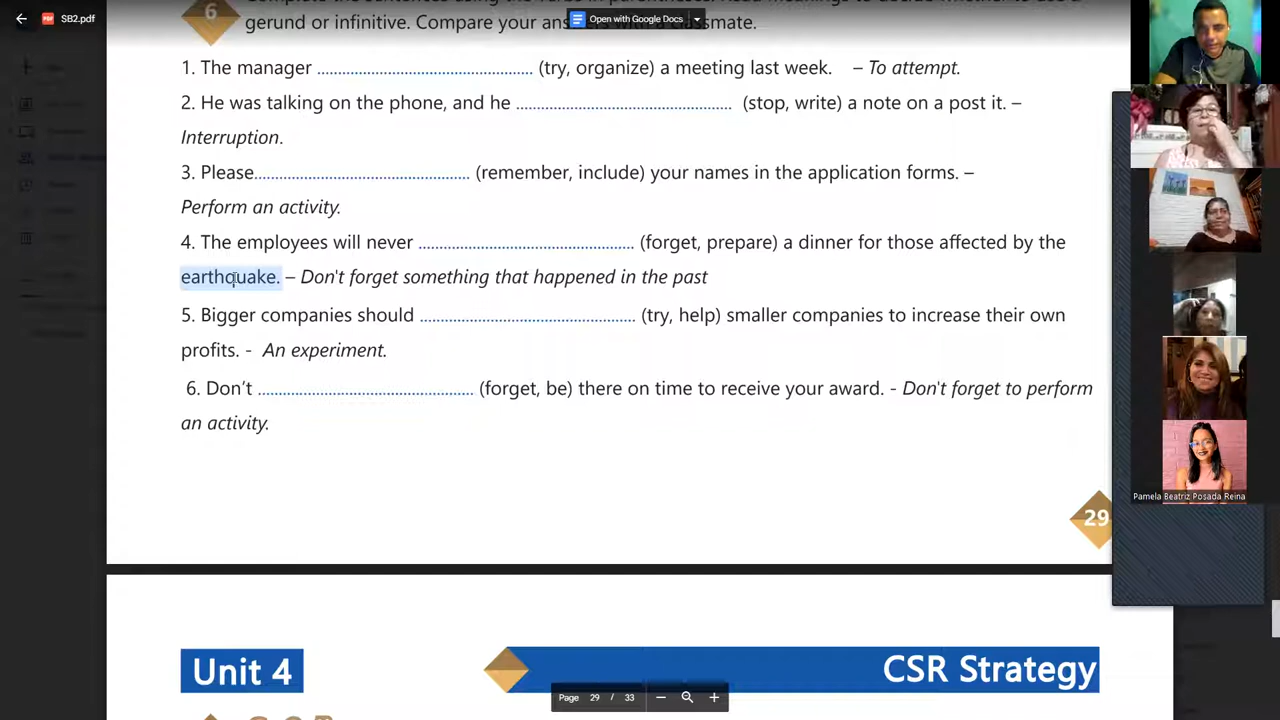 SB2.pdf
Open with Google Docs
6
gerund or infinitive. Compare your answers with a classmate.
1. The manager ................................................ (try, organize) a meeting last week. – To attempt.
2. He was talking on the phone, and he ................................................ (stop, write) a note on a post it. –
Interruption.
3. Please................................................ (remember, include) your names in the application forms. –
Perform an activity.
4. The employees will never ................................................ (forget, prepare) a dinner for those affected by the
earthquake. – Don't forget something that happened in the past
5. Bigger companies should ................................................ (try, help) smaller companies to increase their own
profits. - An experiment.
6. Don't ................................................ (forget, be) there on time to receive your award. - Don't forget to perform
an activity.
Pamela Beatriz Posada Reina
29
Unit 4
CSR Strategy
Page 29 / 33